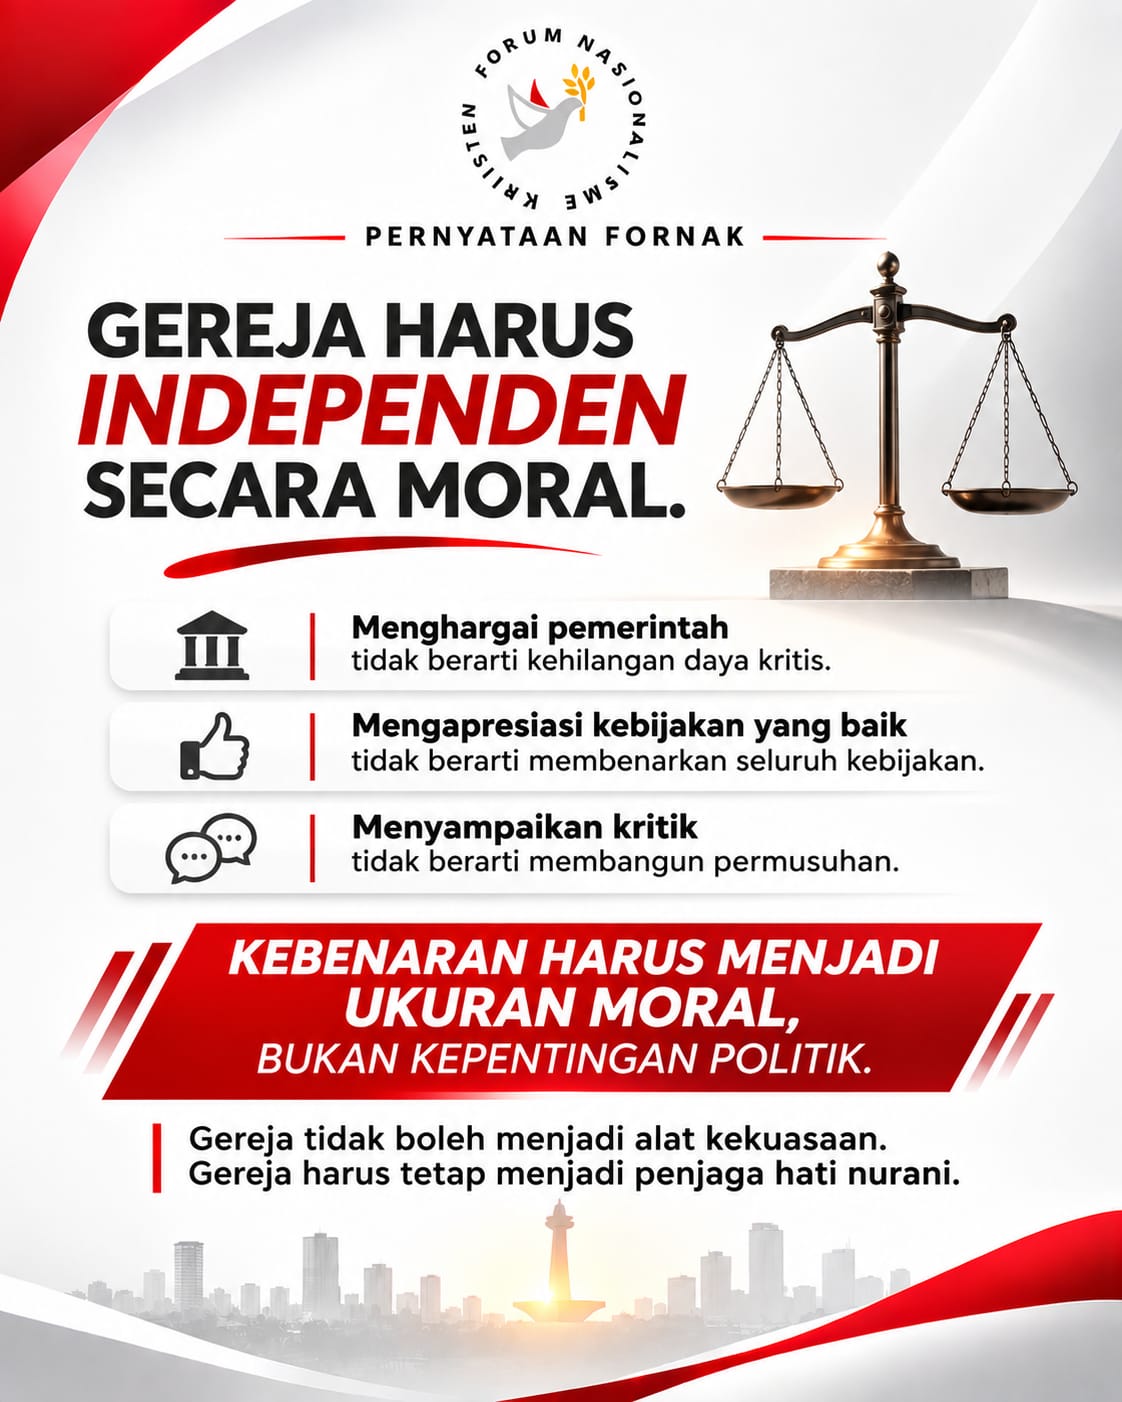 FORUM NASIONALISME KRIISTEN
PERNYATAAN FORNAK
GEREJA HARUS
INDEPENDEN
SECARA MORAL.
Menghargai pemerintah
tidak berarti kehilangan daya kritis.
Mengapresiasi kebijakan yang baik
tidak berarti membenarkan seluruh kebijakan.
Menyampaikan kritik
tidak berarti membangun permusuhan.
KEBENARAN HARUS MENJADI
UKURAN MORAL,
BUKAN KEPENTINGAN POLITIK.
Gereja tidak boleh menjadi alat kekuasaan.
Gereja harus tetap menjadi penjaga hati nurani.